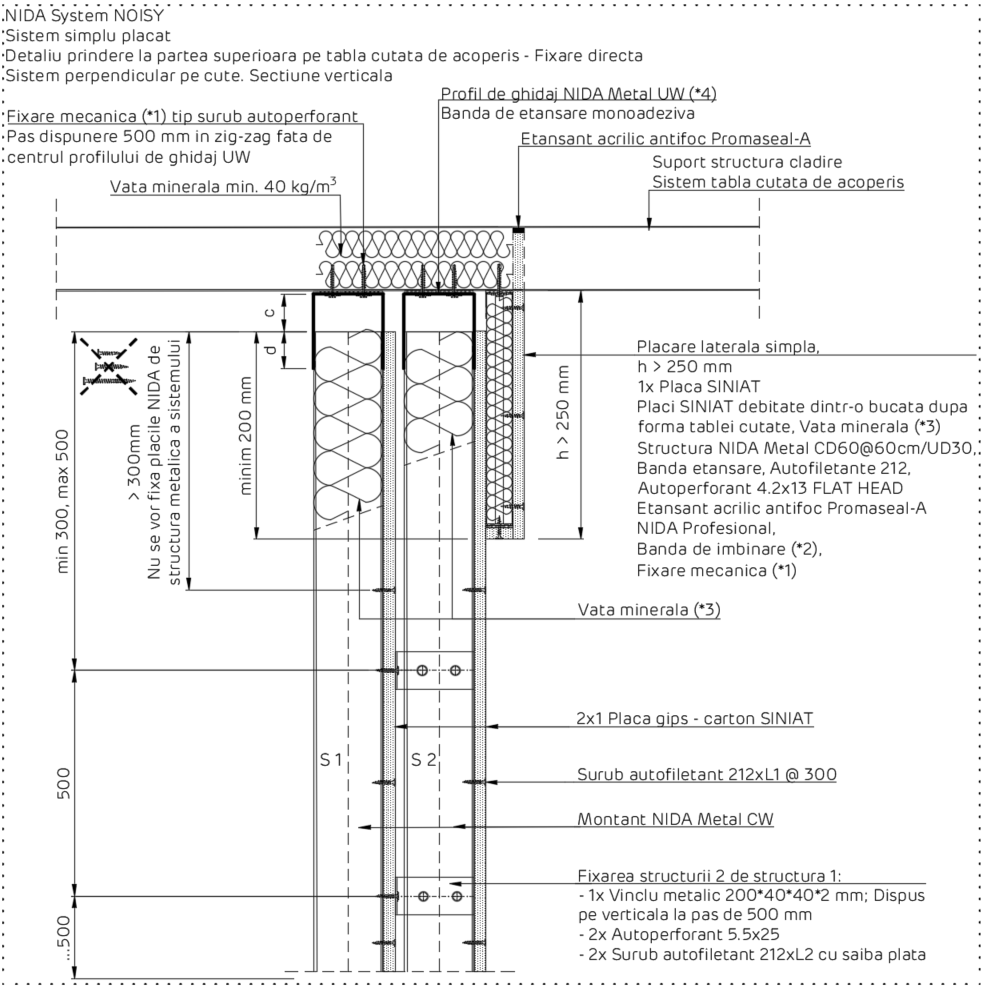 NIDA System NOISY
Sistem simplu placat
Detaliu prindere la partea superioara pe tabla cutata de acoperis - Fixare directa
Sistem perpendicular pe cute. Sectiune verticala
Profil de ghidaj NIDA Metal UW (*4)
Banda de etansare monoadeziva
Fixare mecanica (*1) tip surub autoperforant
Pas dispunere 500 mm in zig-zag fata de
centrul profilului de ghidaj UW
Etansant acrilic antifoc Promaseal-A
Suport structura cladire
Sistem tabla cutata de acoperis
Vata minerala min. 40 kg/m³
c
d
min 300, max 500
> 300mm
Nu se vor fixa placile NIDA de
structura metalica a sistemului
minim 200 mm
h > 250 mm
Placare laterala simpla,
h > 250 mm
1x Placa SINIAT
Placi SINIAT debitate dintr-o bucata dupa
forma tablei cutate, Vata minerala (*3)
Structura NIDA Metal CD60@60cm/UD30,
Banda etansare, Autofiletante 212,
Autoperforant 4.2x13 FLAT HEAD
Etansant acrilic antifoc Promaseal-A
NIDA Profesional,
Banda de imbinare (*2),
Fixare mecanica (*1)
Vata minerala (*3)
2x1 Placa gips - carton SINIAT
S 1
S 2
500
Surub autofiletant 212xL1 @ 300
Montant NIDA Metal CW
Fixarea structurii 2 de structura 1:
- 1x Vinclu metalic 200*40*40*2 mm; Dispus
pe verticala la pas de 500 mm
- 2x Autoperforant 5.5x25
- 2x Surub autofiletant 212xL2 cu saiba plata
...500